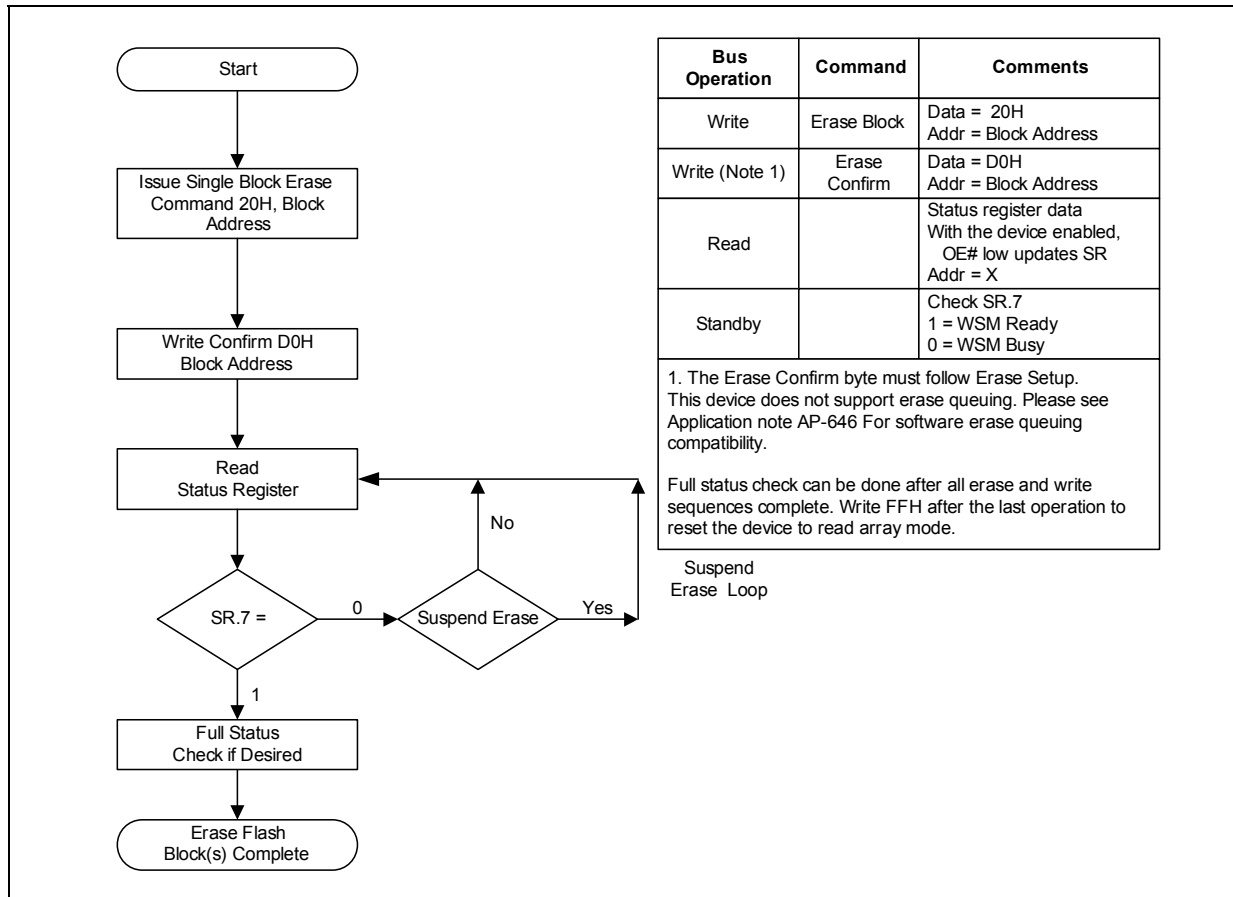 Start
Issue Single Block Erase
Command 20H, Block
Address
Write Confirm D0H
Block Address
Read
Status Register
No
SR.7 =
0
Suspend Erase
Yes
Suspend
Erase Loop
1
Full Status
Check if Desired
Erase Flash
Block(s) Complete
Bus
Operation
Command
Comments
Write
Erase Block
Data = 20H
Addr = Block Address
Write (Note 1)
Erase
Confirm
Data = D0H
Addr = Block Address
Read
Status register data
With the device enabled,
OE# low updates SR
Addr = X
Standby
Check SR.7
1 = WSM Ready
0 = WSM Busy
1. The Erase Confirm byte must follow Erase Setup.
This device does not support erase queuing. Please see
Application note AP-646 For software erase queuing
compatibility.
Full status check can be done after all erase and write
sequences complete. Write FFH after the last operation to
reset the device to read array mode.